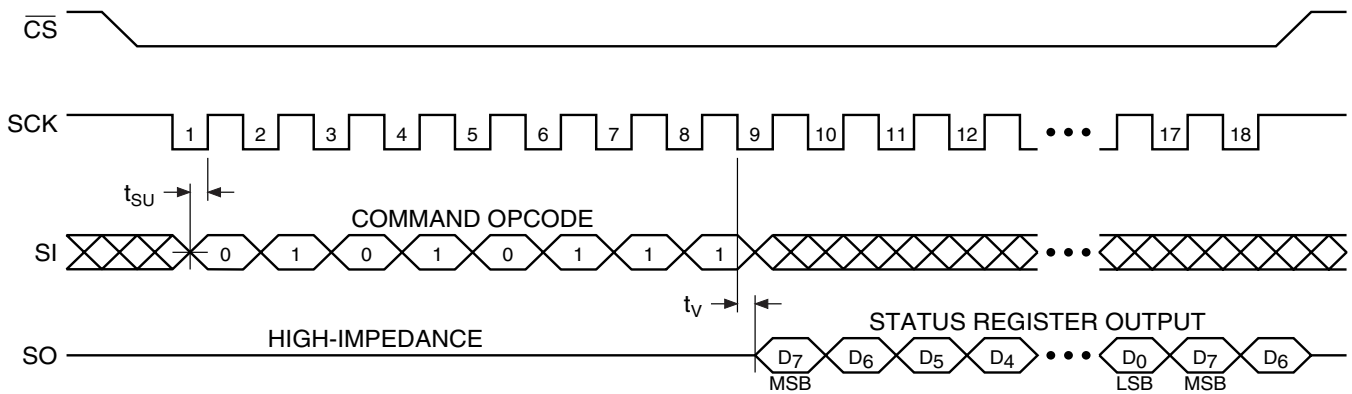 CS
SCK 1 2 3 4 5 6 7 8 9 10 11 12 ••• 17 18
tSU
COMMAND OPCODE
SI 0 1 0 1 0 1 1 1 •••
tV
HIGH-IMPEDANCE
STATUS REGISTER OUTPUT
SO D7 D6 D5 D4 ••• D0 D7 D6
MSB LSB MSB